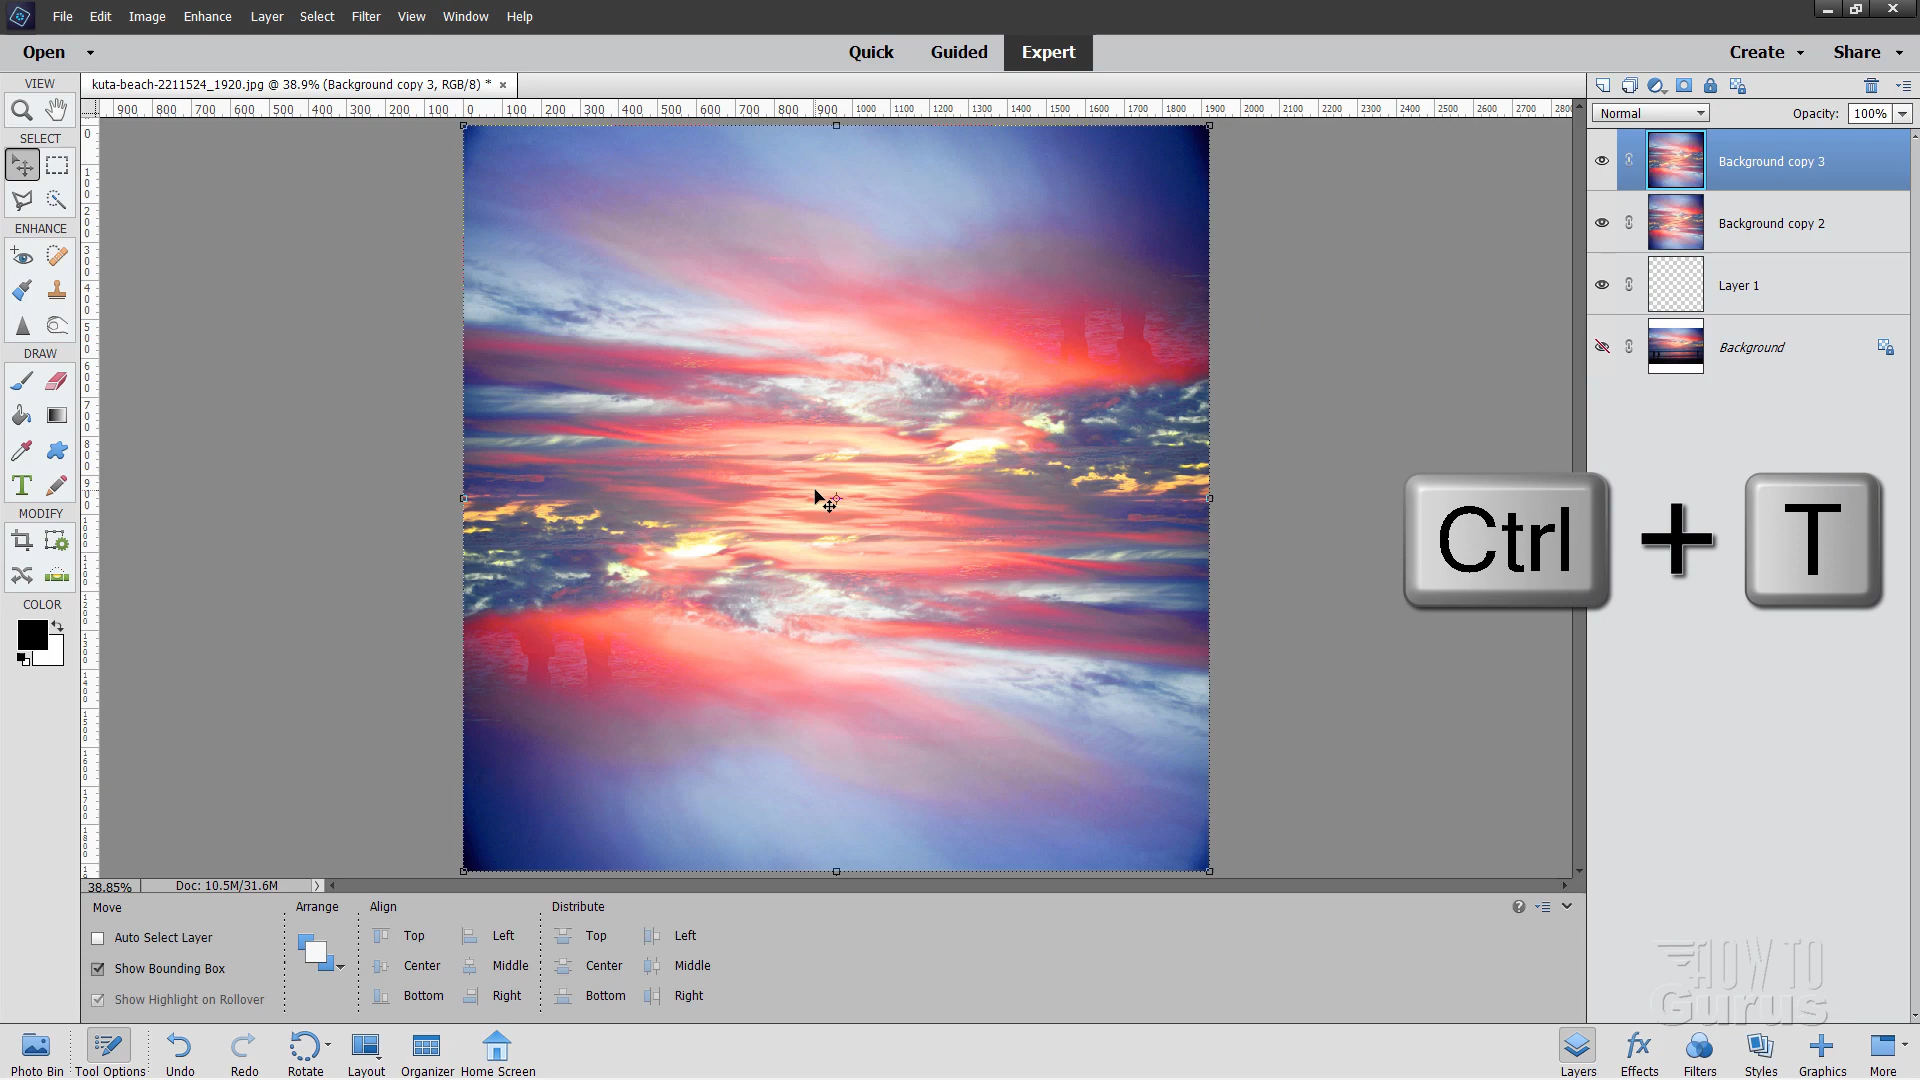 File Edit Image Enhance Layer Select Filter View Window Help
Open Quick Guided Expert Create Share
VIEW
kuta-beach-2211524_1920.jpg @ 38.9% (Background copy 3, RGB/8) * ×
900 800 700 600 500 400 300 200 100 0 100 200 300 400 500 600 700 800 900 1000 1100 1200 1300 1400 1500 1600 1700 1800 1900 2000 2100 2200 2300 2400 2500 2600 2700 2800
Normal Opacity: 100%
SELECT
Background copy 3
Background copy 2
ENHANCE
Layer 1
Background
DRAW
MODIFY
COLOR
Ctrl + T
38.85% Doc: 10.5M/31.6M
Move Arrange Align Distribute
Auto Select Layer Top Left Top Left
Show Bounding Box Center Middle Center Middle
Show Highlight on Rollover Bottom Right Bottom Right
HOW TO
Gurus
Photo Bin Tool Options Undo Redo Rotate Layout Organizer Home Screen Layers Effects Filters Styles Graphics More